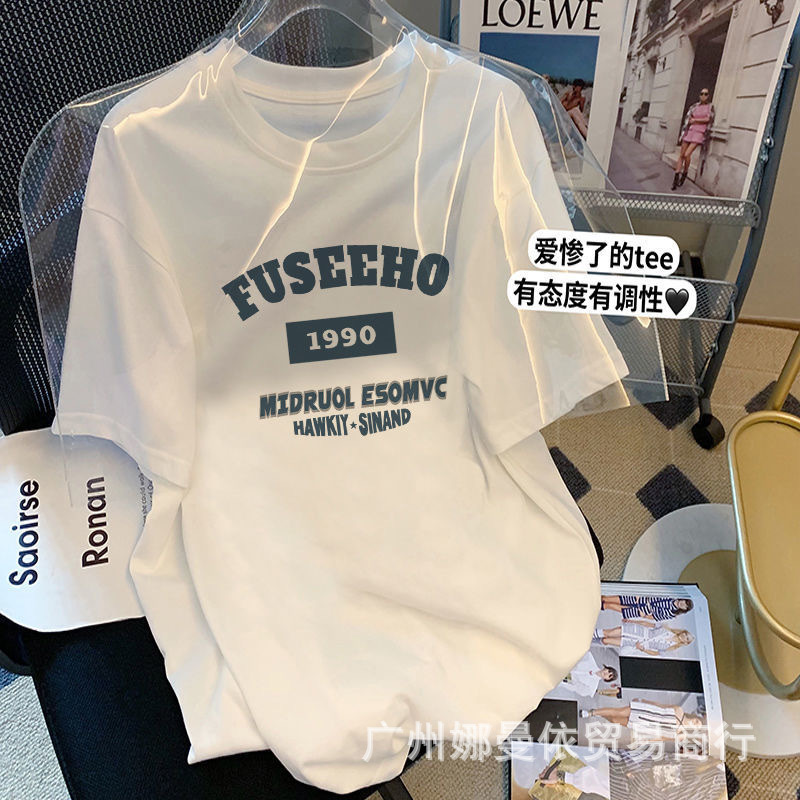 LOEWE
爱惨了的tee
有态度有调性🖤
FUSEEHO
1990
MIDRUOL ESOMVC
HAWKIY★SINAND
Saoirse
Ronan
广州娜曼依贸易商行